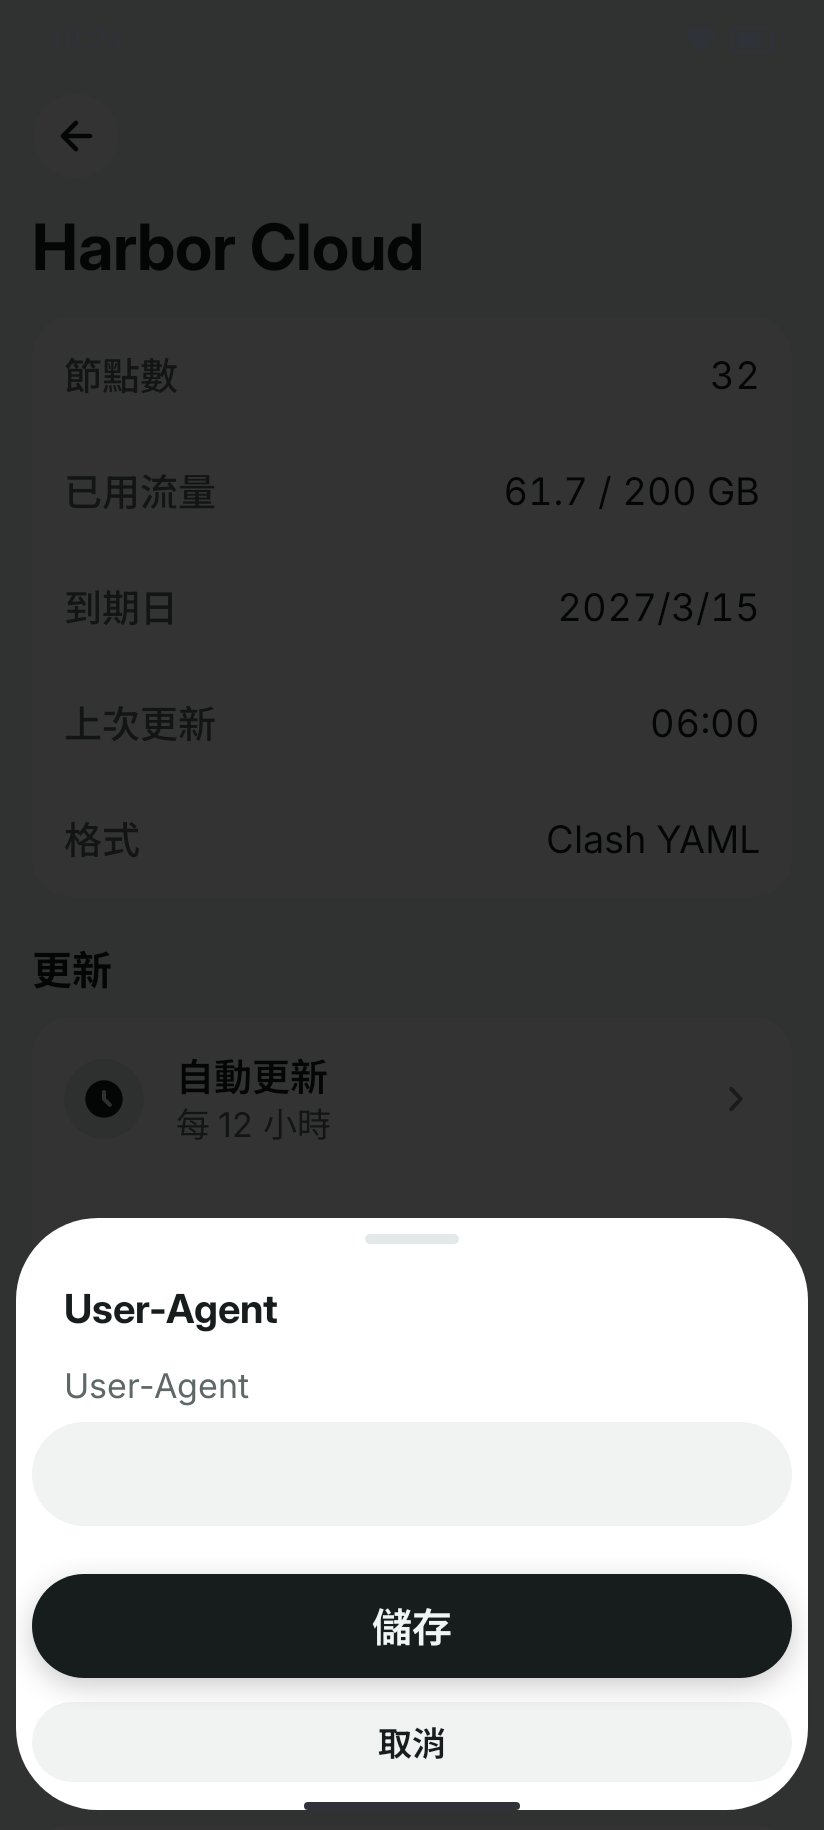 Harbor Cloud
節點數 32
已用流量 61.7 / 200 GB
到期日 2027/3/15
上次更新 06:00
格式 Clash YAML
更新
自動更新
每 12 小時
User-Agent
User-Agent
儲存
取消